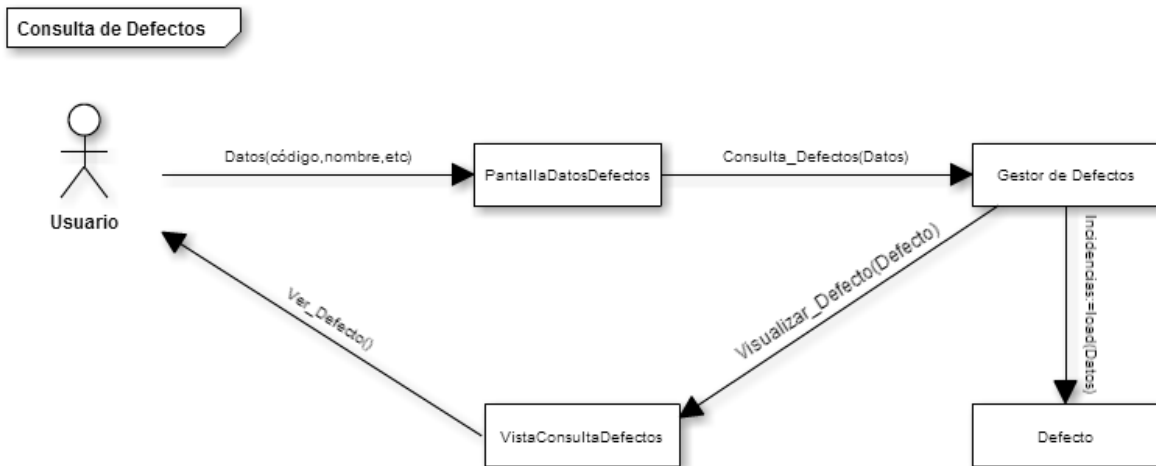 Consulta de Defectos
Datos(código,nombre,etc)
Consulta_Defectos(Datos)
PantallaDatosDefectos
Gestor de Defectos
Usuario
Incidencias:=load(Datos)
Visualizar_Defecto(Defecto)
Ver_Defecto()
VistaConsultaDefectos
Defecto